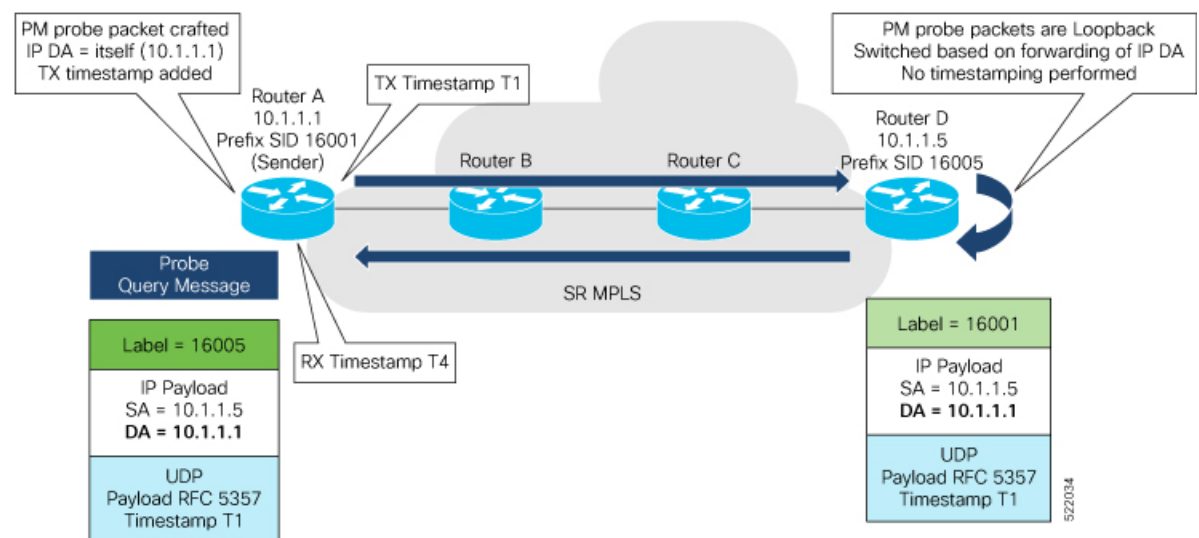 PM probe packet crafted
IP DA = itself (10.1.1.1)
TX timestamp added
TX Timestamp T1
PM probe packets are Loopback
Switched based on forwarding of IP DA
No timestamping performed
Router A
10.1.1.1
Prefix SID 16001
(Sender)
Router B
Router C
Router D
10.1.1.5
Prefix SID 16005
Probe
Query Message
SR MPLS
RX Timestamp T4
Label = 16005
IP Payload
SA = 10.1.1.5
DA = 10.1.1.1
UDP
Payload RFC 5357
Timestamp T1
Label = 16001
IP Payload
SA = 10.1.1.5
DA = 10.1.1.1
UDP
Payload RFC 5357
Timestamp T1
522034